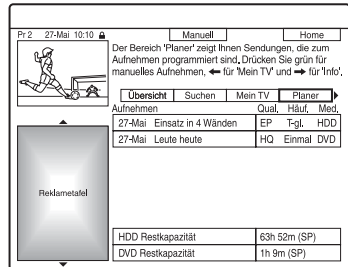 Pr 2 27-Mai 10:10 Manuell Home
Der Bereich 'Planer' zeigt Ihnen Sendungen, die zum
Aufnehmen programmiert sind. Drücken Sie grün für
manuelles Aufnehmen, ← für 'Mein TV' und → für 'Info'.
Übersicht Suchen Mein TV Planer
Aufnehmen Qual. Häuf. Med.
27-Mai Einsatz in 4 Wänden EP T-gl. HDD
27-Mai Leute heute HQ Einmal DVD
Reklametafel
HDD Restkapazität 63h 52m (SP)
DVD Restkapazität 1h 9m (SP)